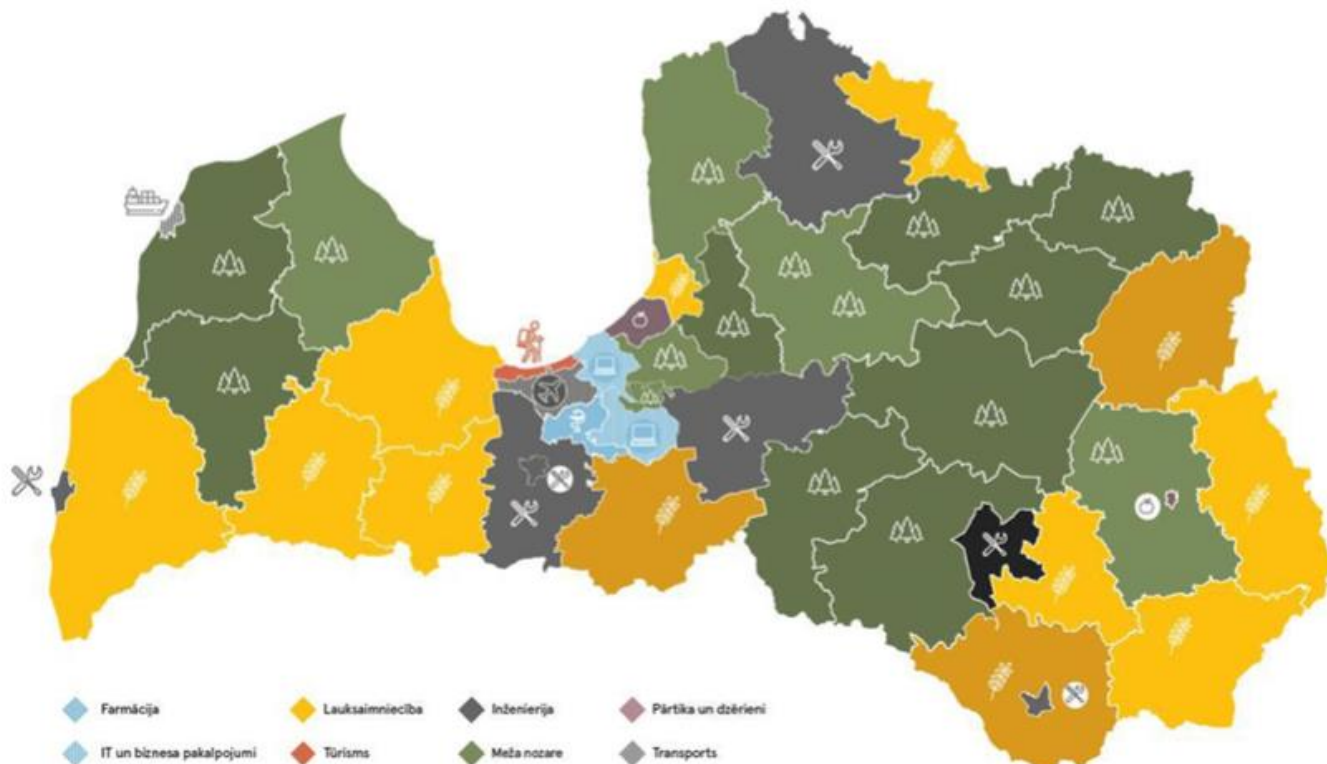 Farmācija
Lauksaimniecība
Inženierija
Pārtika un dzērieni
IT un biznesa pakalpojumi
Tūrisms
Meža nozare
Transports